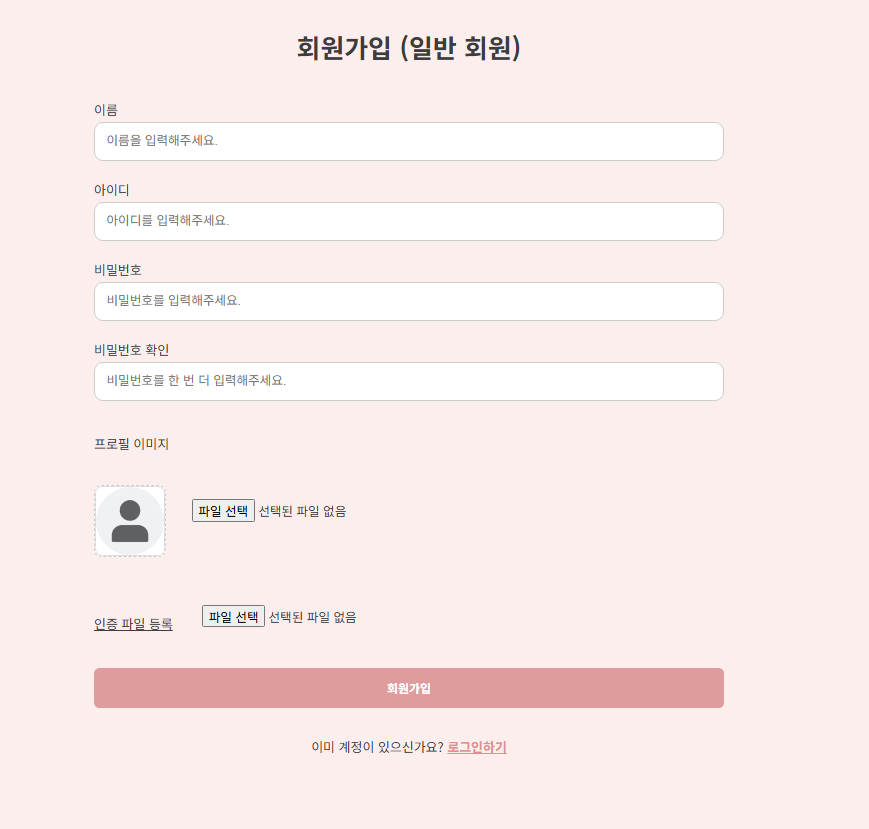 회원가입 (일반 회원)
이름
이름을 입력해주세요.
아이디
아이디를 입력해주세요.
비밀번호
비밀번호를 입력해주세요.
비밀번호 확인
비밀번호를 한 번 더 입력해주세요.
프로필 이미지
파일 선택 선택된 파일 없음
인증 파일 등록 파일 선택 선택된 파일 없음
회원가입
이미 계정이 있으신가요? 로그인하기